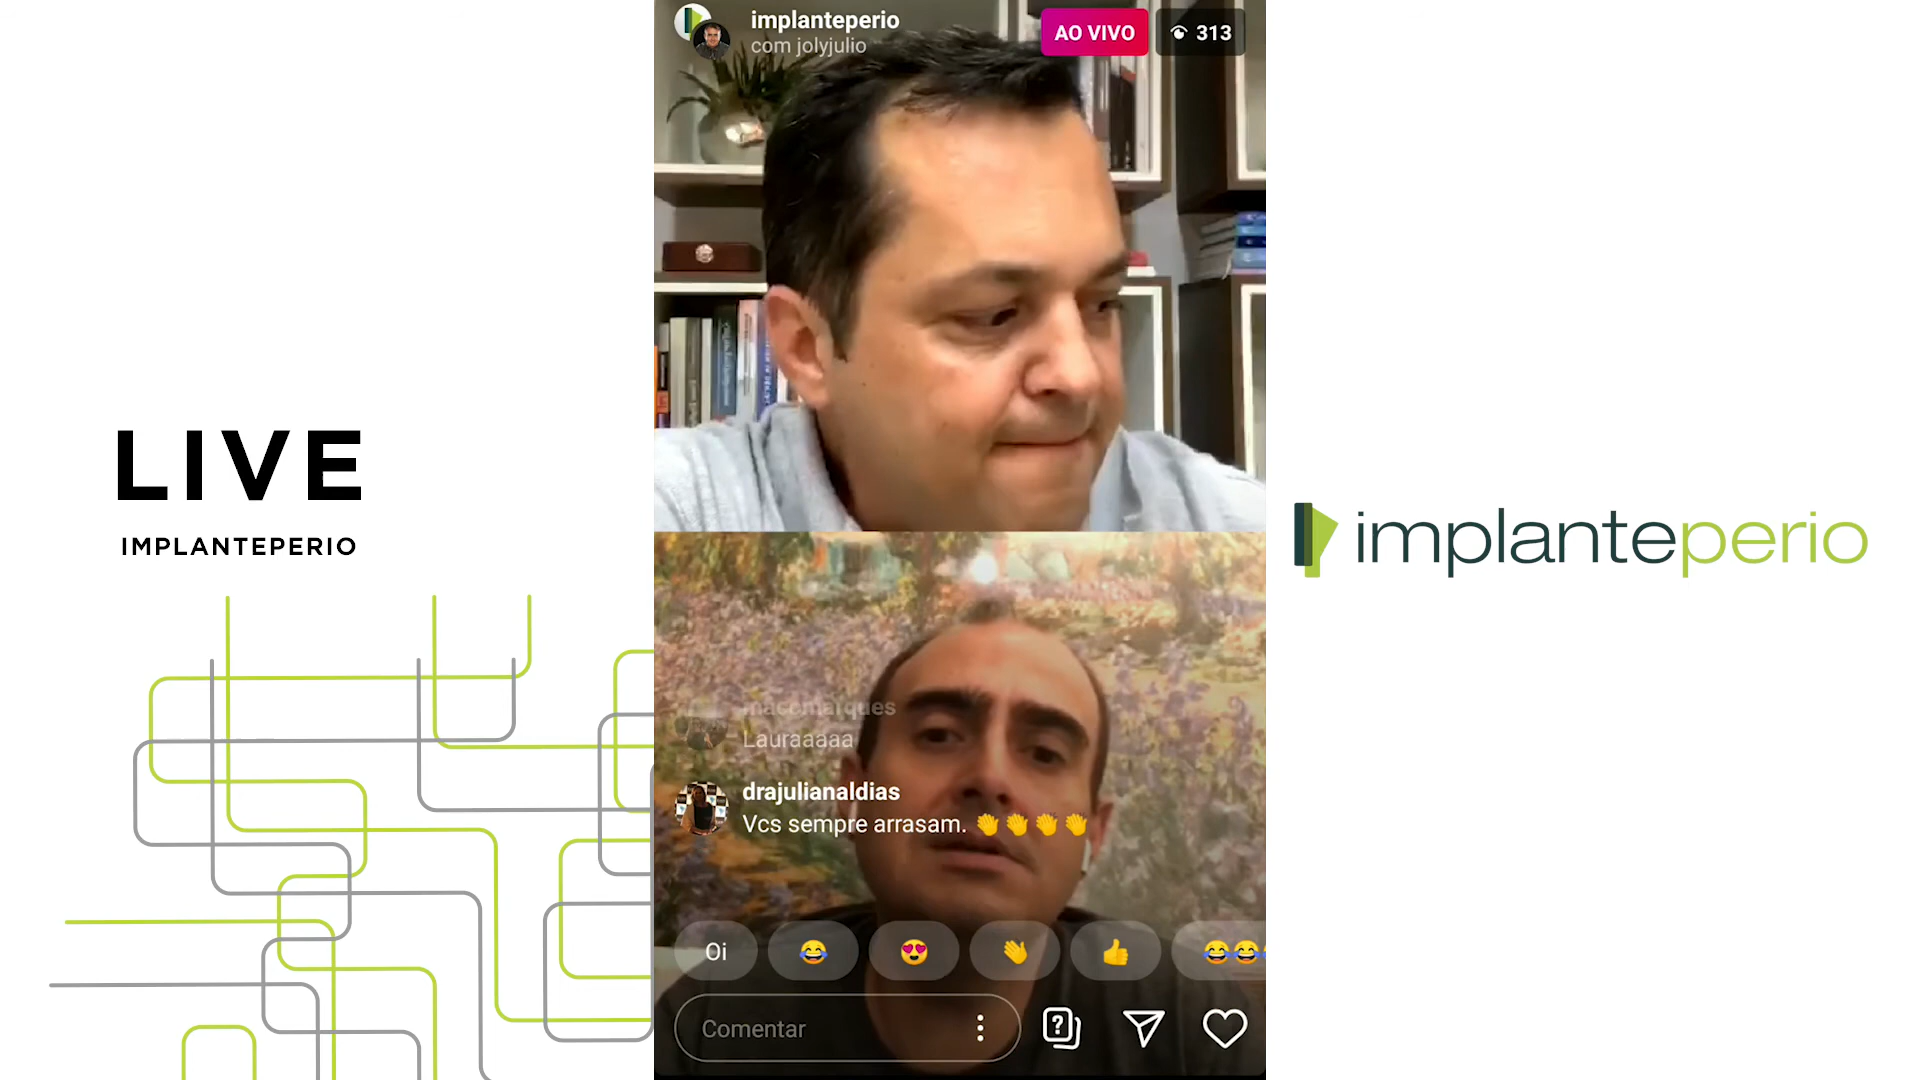 implanteperio
com jolyjulio
AO VIVO
313
LIVE
IMPLANTEPERIO
implanteperio
Lauraaaaa
drajulianaldias
Vcs sempre arrasam. 👏👏👏👏
Oi
😂
😍
👏
👍
😂😂
Comentar